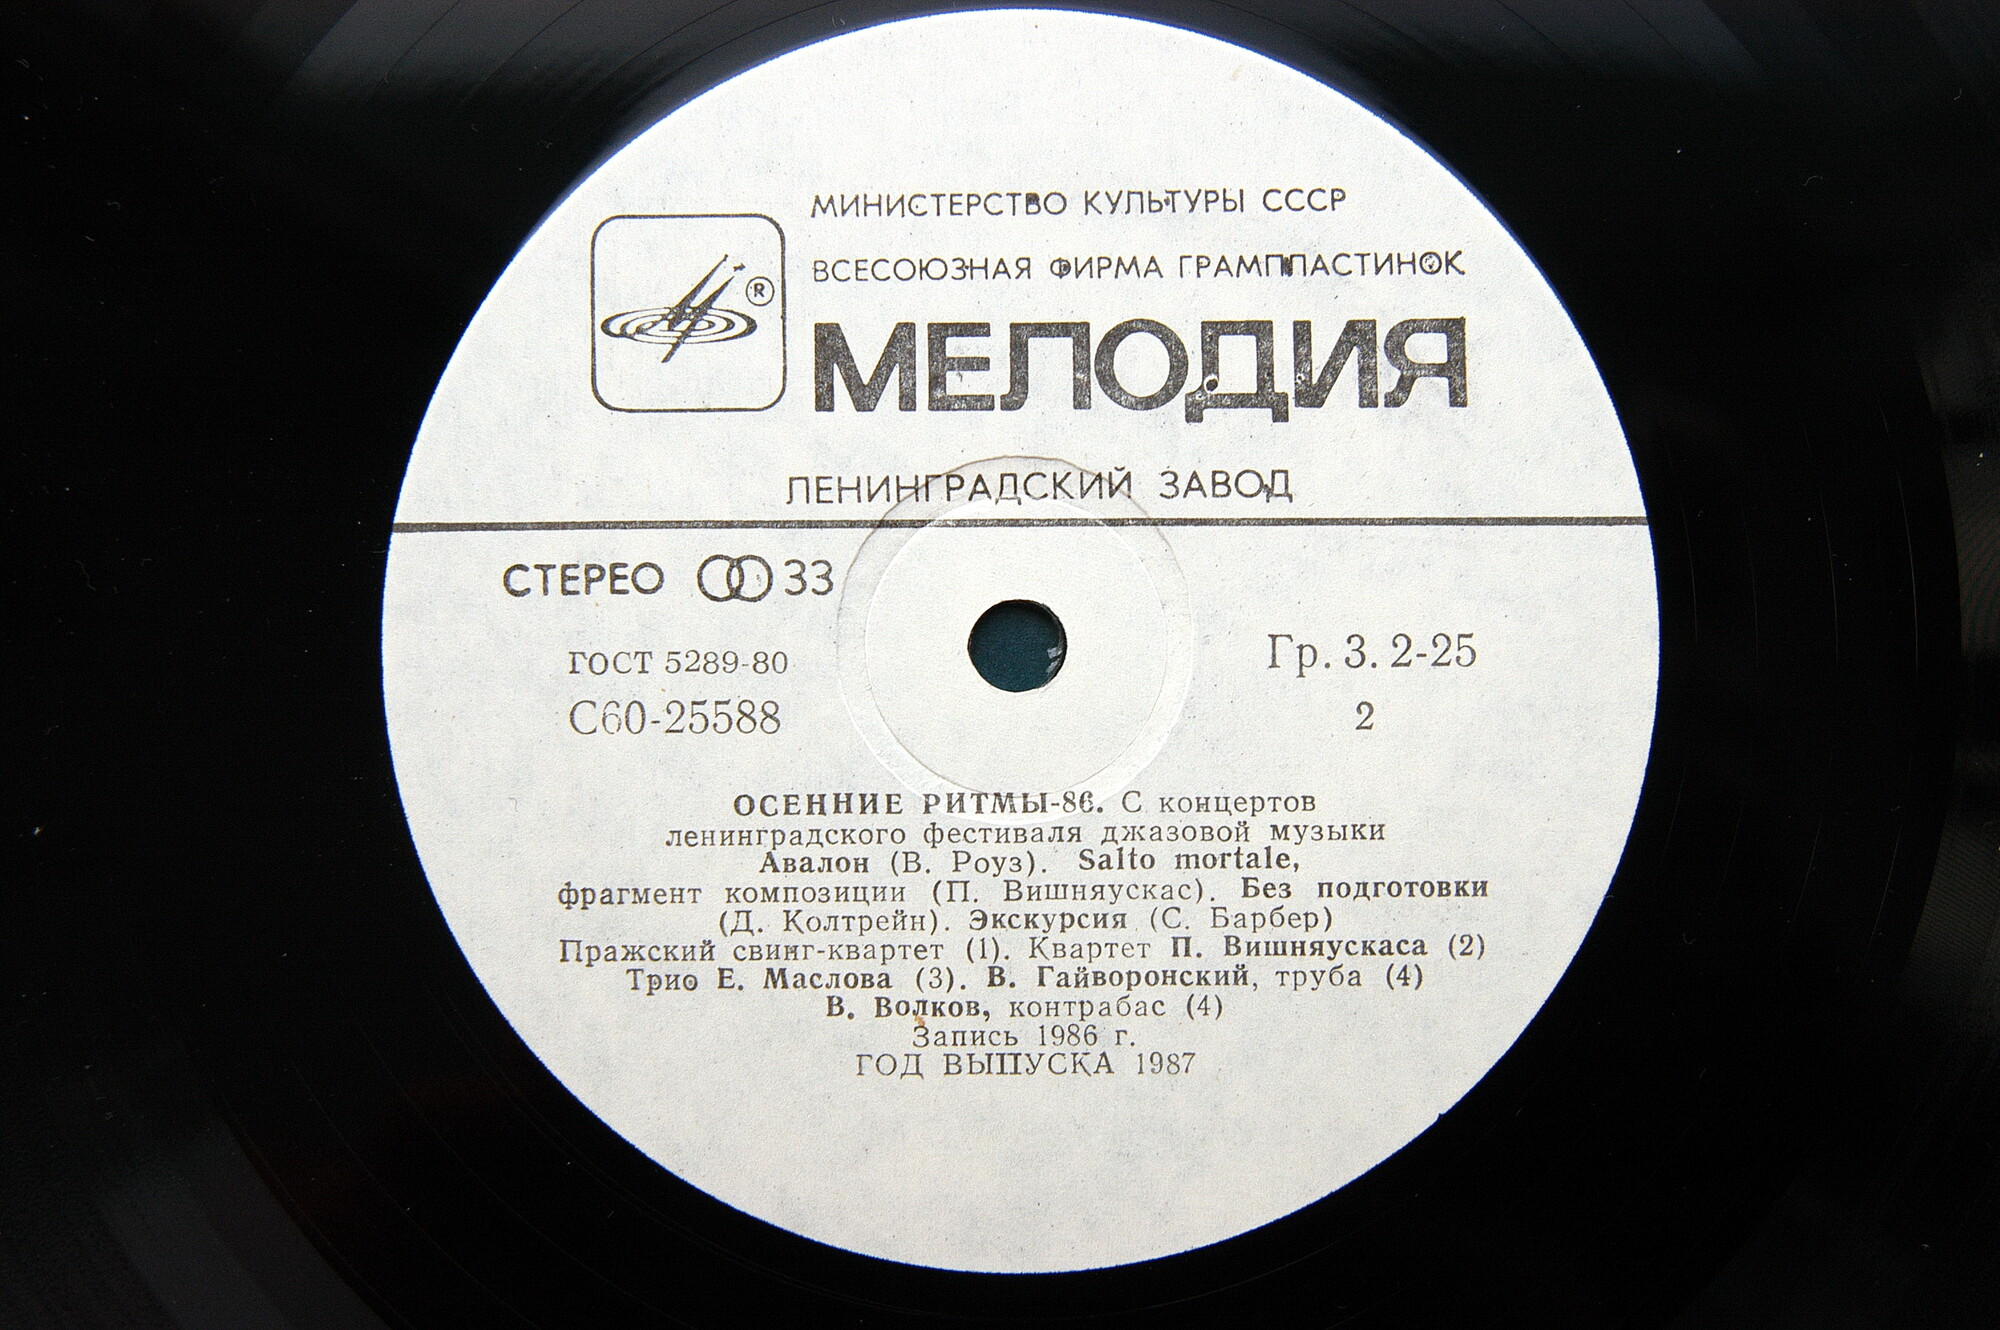 МИНИСТЕРСТВО КУЛЬТУРЫ СССР
ВСЕСОЮЗНАЯ ФИРМА ГРАМПЛАСТИНОК
®
МЕЛОДИЯ
ЛЕНИНГРАДСКИЙ ЗАВОД
СТЕРЕО 33
ГОСТ 5289-80
Гр. 3. 2-25
С60-25588
2
ОСЕННИЕ РИТМЫ-86. С концертов
ленинградского фестиваля джазовой музыки
Авалон (В. Роуз). Salto mortale,
фрагмент композиции (П. Вишняускас). Без подготовки
(Д. Колтрейн). Экскурсия (С. Барбер)
Пражский свинг-квартет (1). Квартет П. Вишняускаса (2)
Трио Е. Маслова (3). В. Гайворонский, труба (4)
В. Волков, контрабас (4)
Запись 1986 г.
ГОД ВЫПУСКА 1987